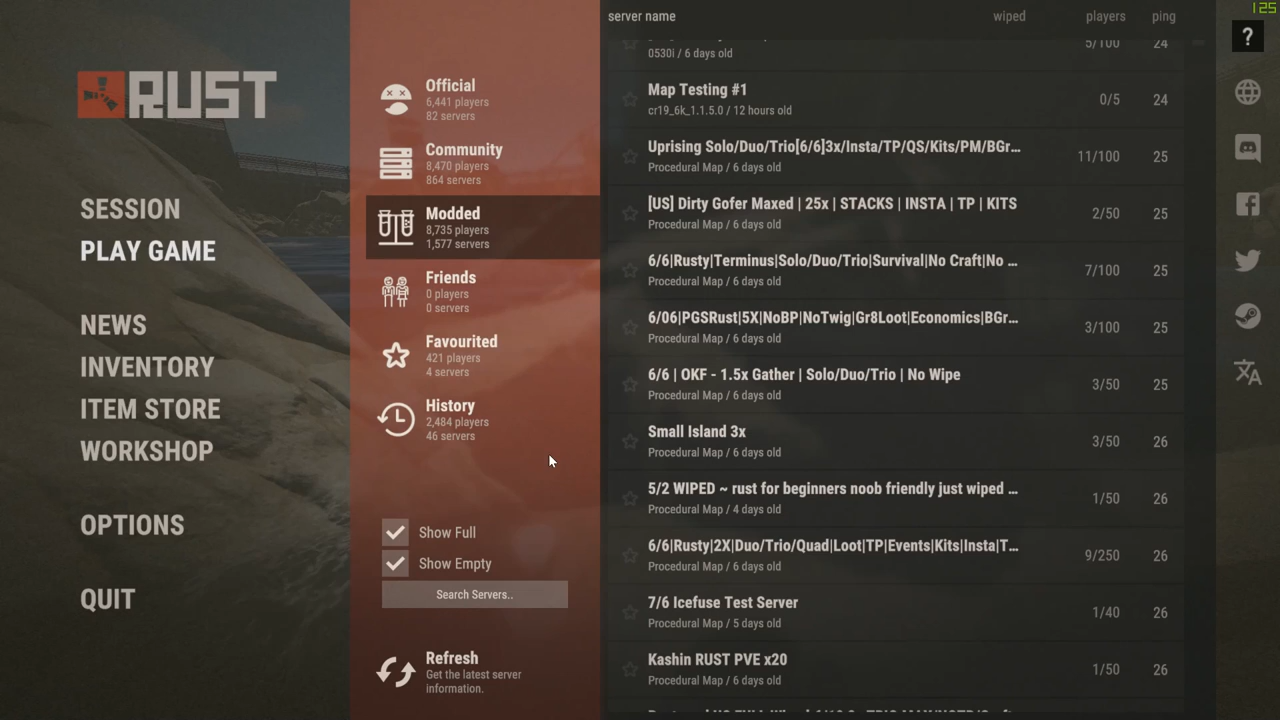 125
server name wiped players ping
RUST
SESSION
PLAY GAME
NEWS
INVENTORY
ITEM STORE
WORKSHOP
OPTIONS
QUIT
Official
6,441 players
82 servers
Community
8,470 players
864 servers
Modded
8,735 players
1,577 servers
Friends
0 players
0 servers
Favourited
421 players
4 servers
History
2,484 players
46 servers
Show Full
Show Empty
Search Servers..
Refresh
Get the latest server
information.
5/100 24
0530i / 6 days old
Map Testing #1 0/5 24
cr19_6k_1.1.5.0 / 12 hours old
Uprising Solo/Duo/Trio[6/6]3x/Insta/TP/QS/Kits/PM/BGr... 11/100 25
Procedural Map / 6 days old
[US] Dirty Gofer Maxed | 25x | STACKS | INSTA | TP | KITS 2/50 25
Procedural Map / 6 days old
6/6|Rusty|Terminus|Solo/Duo/Trio|Survival|No Craft|No ... 7/100 25
Procedural Map / 6 days old
6/06|PGSRust|5X|NoBP|NoTwig|Gr8Loot|Economics|BGr... 3/100 25
Procedural Map / 6 days old
6/6 | OKF - 1.5x Gather | Solo/Duo/Trio | No Wipe 3/50 25
Procedural Map / 6 days old
Small Island 3x 3/50 26
Procedural Map / 6 days old
5/2 WIPED ~ rust for beginners noob friendly just wiped ... 1/50 26
Procedural Map / 4 days old
6/6|Rusty|2X|Duo/Trio/Quad|Loot|TP|Events|Kits|Insta|T... 9/250 26
Procedural Map / 6 days old
7/6 Icefuse Test Server 1/40 26
Procedural Map / 5 days old
Kashin RUST PVE x20 1/50 26
Procedural Map / 6 days old
?